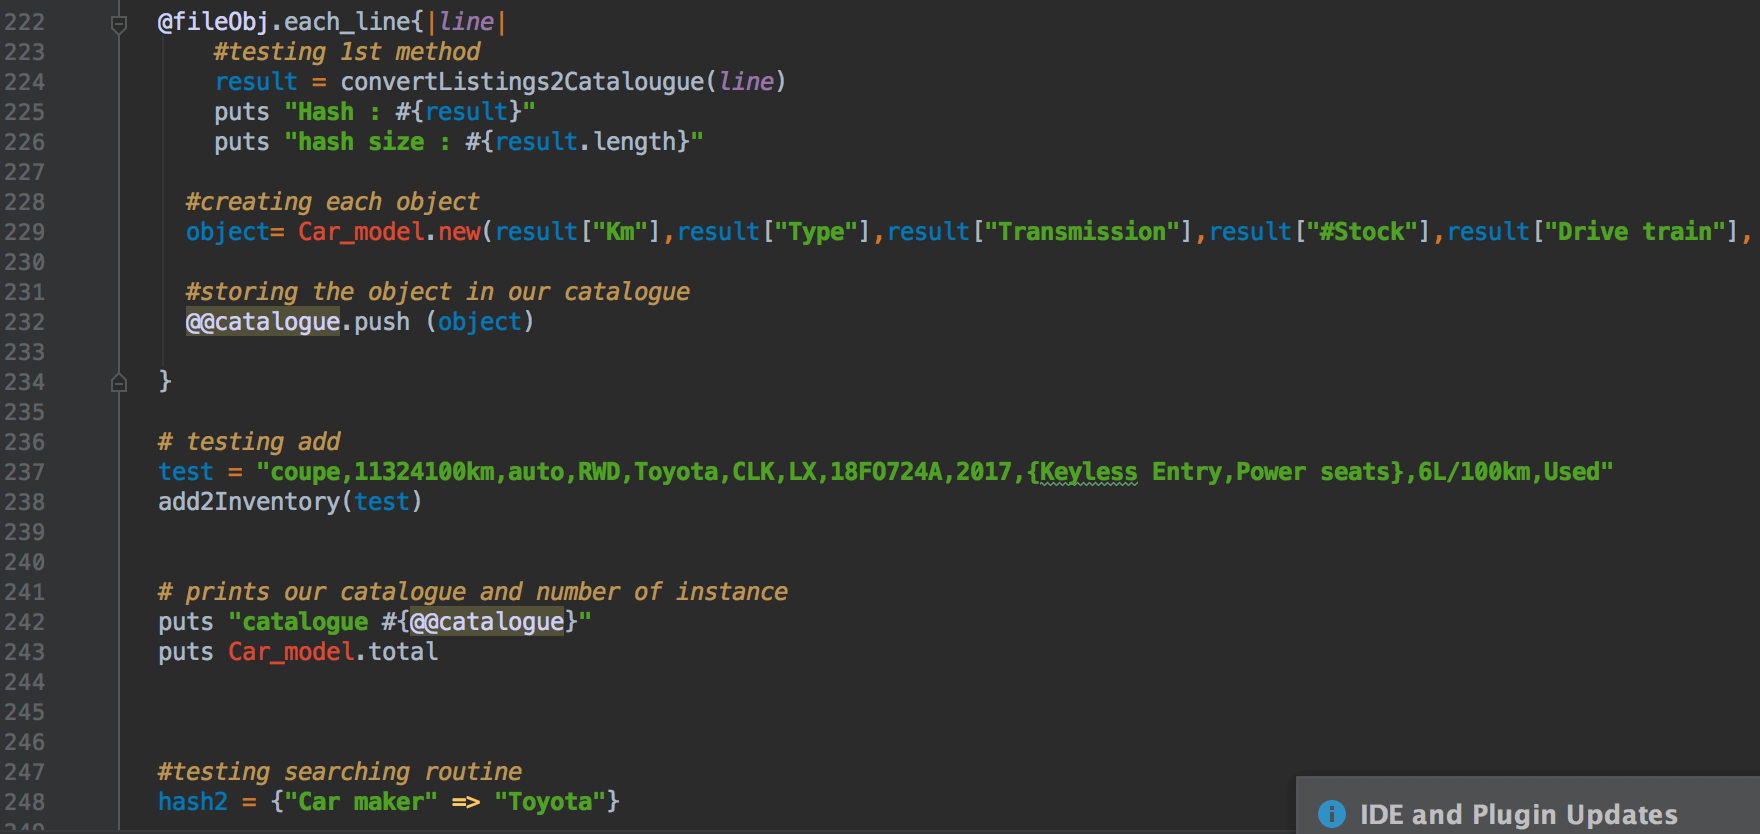 222 @fileObj.each_line{|line|
223 #testing 1st method
224 result = convertListings2Catalougue(line)
225 puts "Hash : #{result}"
226 puts "hash size : #{result.length}"
227
228 #creating each object
229 object= Car_model.new(result["Km"],result["Type"],result["Transmission"],result["#Stock"],result["Drive train"],
230
231 #storing the object in our catalogue
232 @@catalogue.push (object)
233
234 }
235
236 # testing add
237 test = "coupe,11324100km,auto,RWD,Toyota,CLK,LX,18FO724A,2017,{Keyless Entry,Power seats},6L/100km,Used"
238 add2Inventory(test)
239
240
241 # prints our catalogue and number of instance
242 puts "catalogue #{@@catalogue}"
243 puts Car_model.total
244
245
246
247 #testing searching routine
248 hash2 = {"Car maker" => "Toyota"}
IDE and Plugin Updates